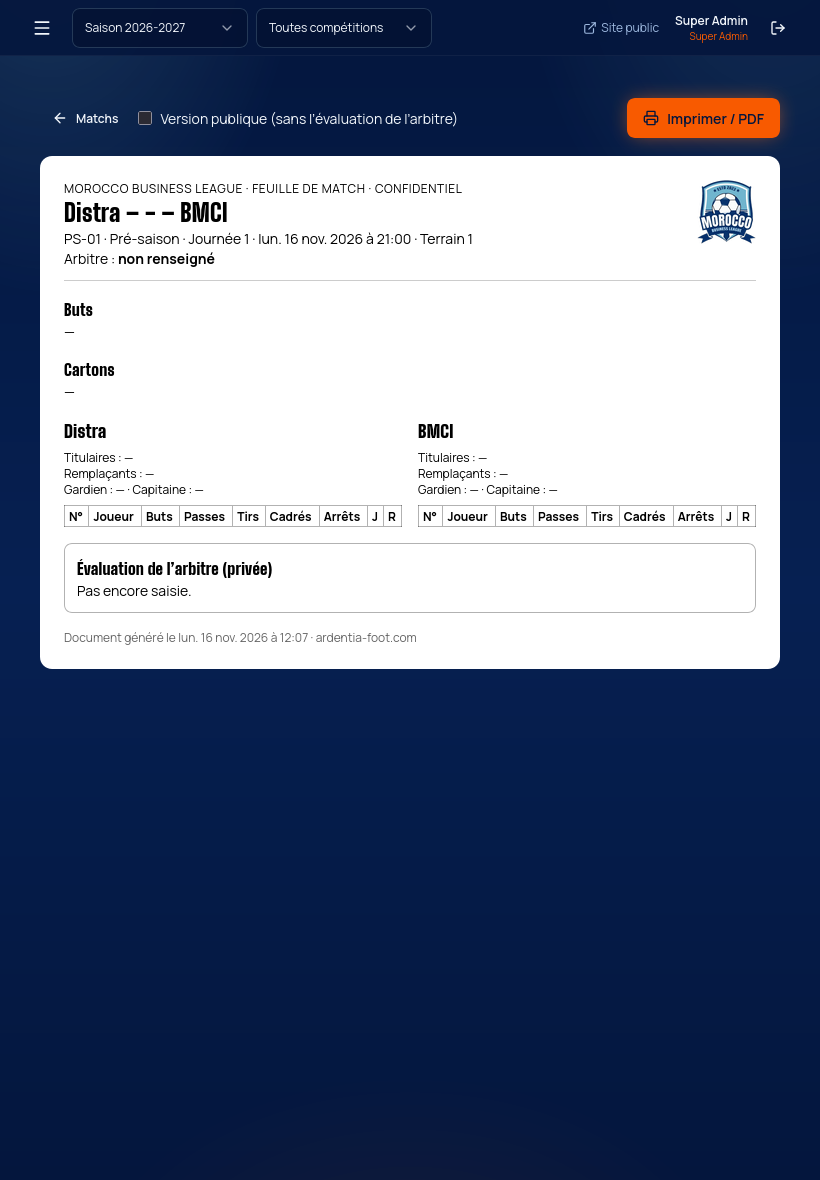 Saison 2026-2027
Toutes compétitions
Site public
Super Admin
Super Admin
Matchs
Version publique (sans l'évaluation de l'arbitre)
Imprimer / PDF
MOROCCO BUSINESS LEAGUE · FEUILLE DE MATCH · CONFIDENTIEL
Distra – - – BMCI
PS-01 · Pré-saison · Journée 1 · lun. 16 nov. 2026 à 21:00 · Terrain 1
Arbitre : non renseigné
MOROCCO
BUSINESS LEAGUE
Buts
—
Cartons
—
Distra
Titulaires : —
Remplaçants : —
Gardien : — · Capitaine : —
N° Joueur Buts Passes Tirs Cadrés Arrêts J R
BMCI
Titulaires : —
Remplaçants : —
Gardien : — · Capitaine : —
N° Joueur Buts Passes Tirs Cadrés Arrêts J R
Évaluation de l’arbitre (privée)
Pas encore saisie.
Document généré le lun. 16 nov. 2026 à 12:07 · ardentia-foot.com